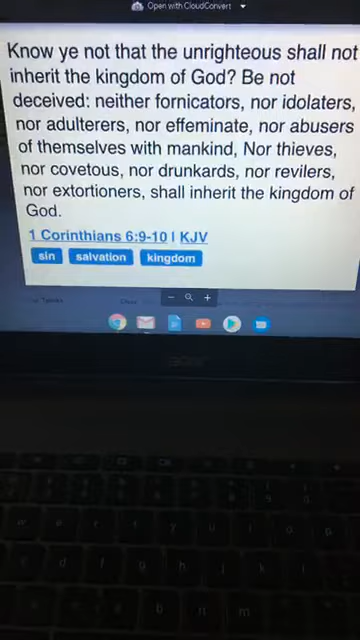 Open with CloudConvert
Know ye not that the unrighteous shall not
inherit the kingdom of God? Be not
deceived: neither fornicators, nor idolaters,
nor adulterers, nor effeminate, nor abusers
of themselves with mankind, Nor thieves,
nor covetous, nor drunkards, nor revilers,
nor extortioners, shall inherit the kingdom of
God.
1 Corinthians 6:9-10 | KJV
sin salvation kingdom
acer
t y u i o p
d f g h j k l
b n m